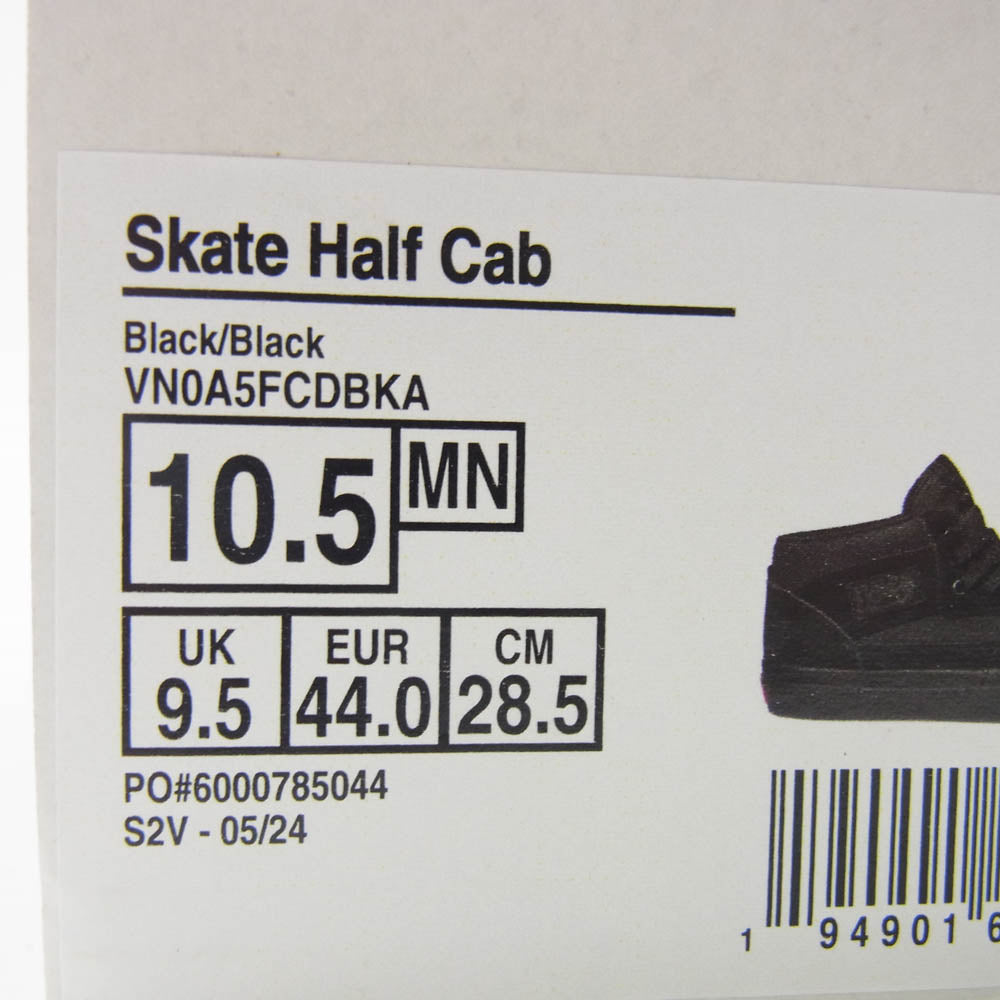 Skate Half Cab
Black/Black
VN0A5FCDBKA
10.5 MN
UK EUR CM
9.5 44.0 28.5
PO#6000785044
S2V - 05/24
1 94901 6